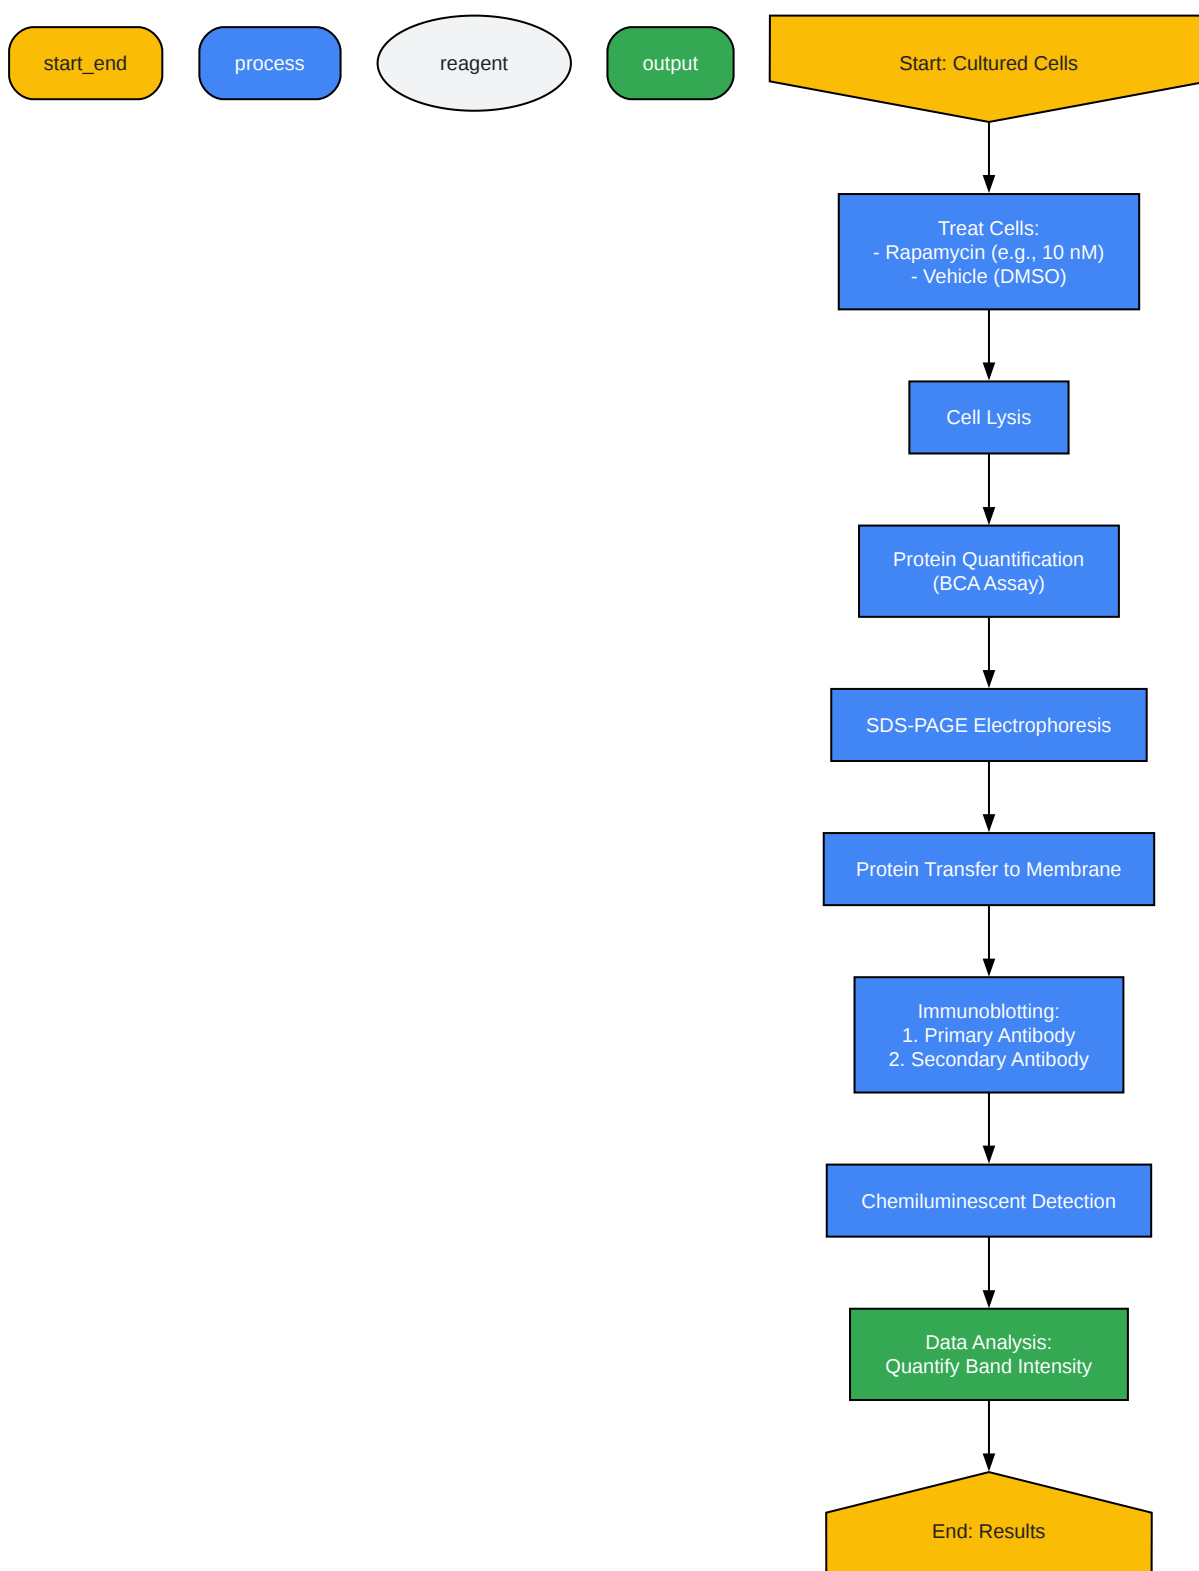 start_end
process
reagent
output
Start: Cultured Cells
Treat Cells:
- Rapamycin (e.g., 10 nM)
- Vehicle (DMSO)
Cell Lysis
Protein Quantification
(BCA Assay)
SDS-PAGE Electrophoresis
Protein Transfer to Membrane
Immunoblotting:
1. Primary Antibody
2. Secondary Antibody
Chemiluminescent Detection
Data Analysis:
Quantify Band Intensity
End: Results